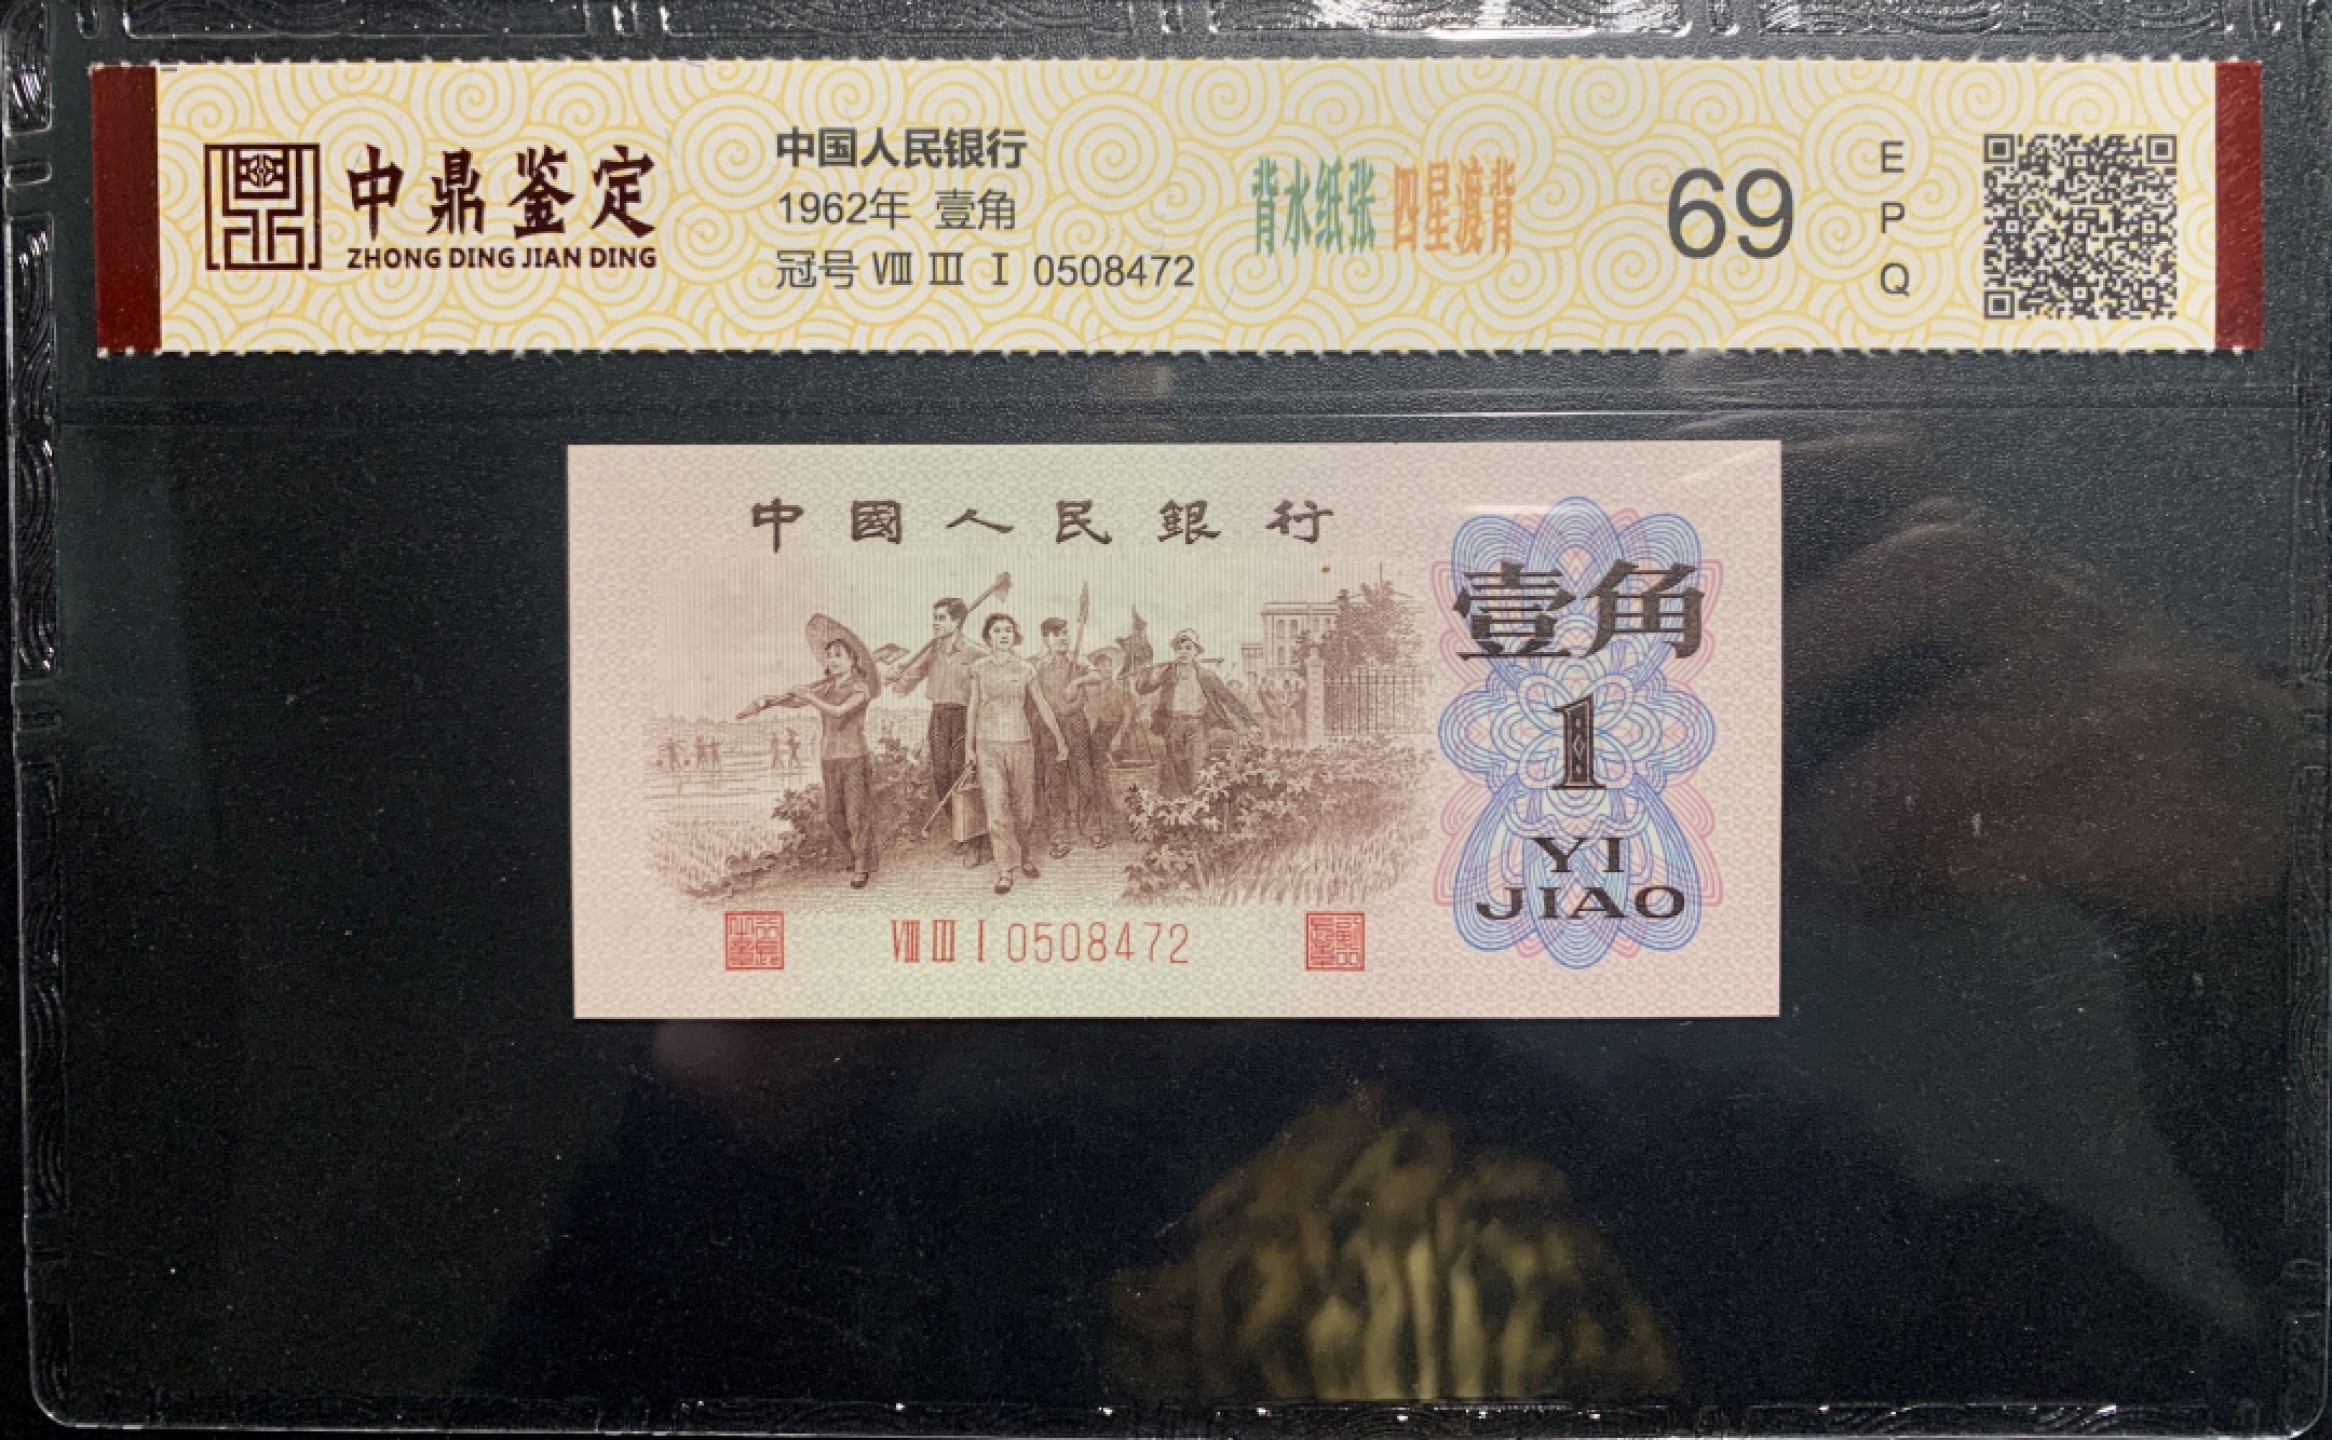 中鼎鉴定
ZHONG DING JIAN DING
中国人民银行
1962年 壹角
冠号 Ⅷ Ⅲ Ⅰ 0508472
背水纸张 四星渡背
69
E
P
Q
中國人民銀行
壹角
1
YI
JIAO
Ⅷ Ⅲ Ⅰ 0508472